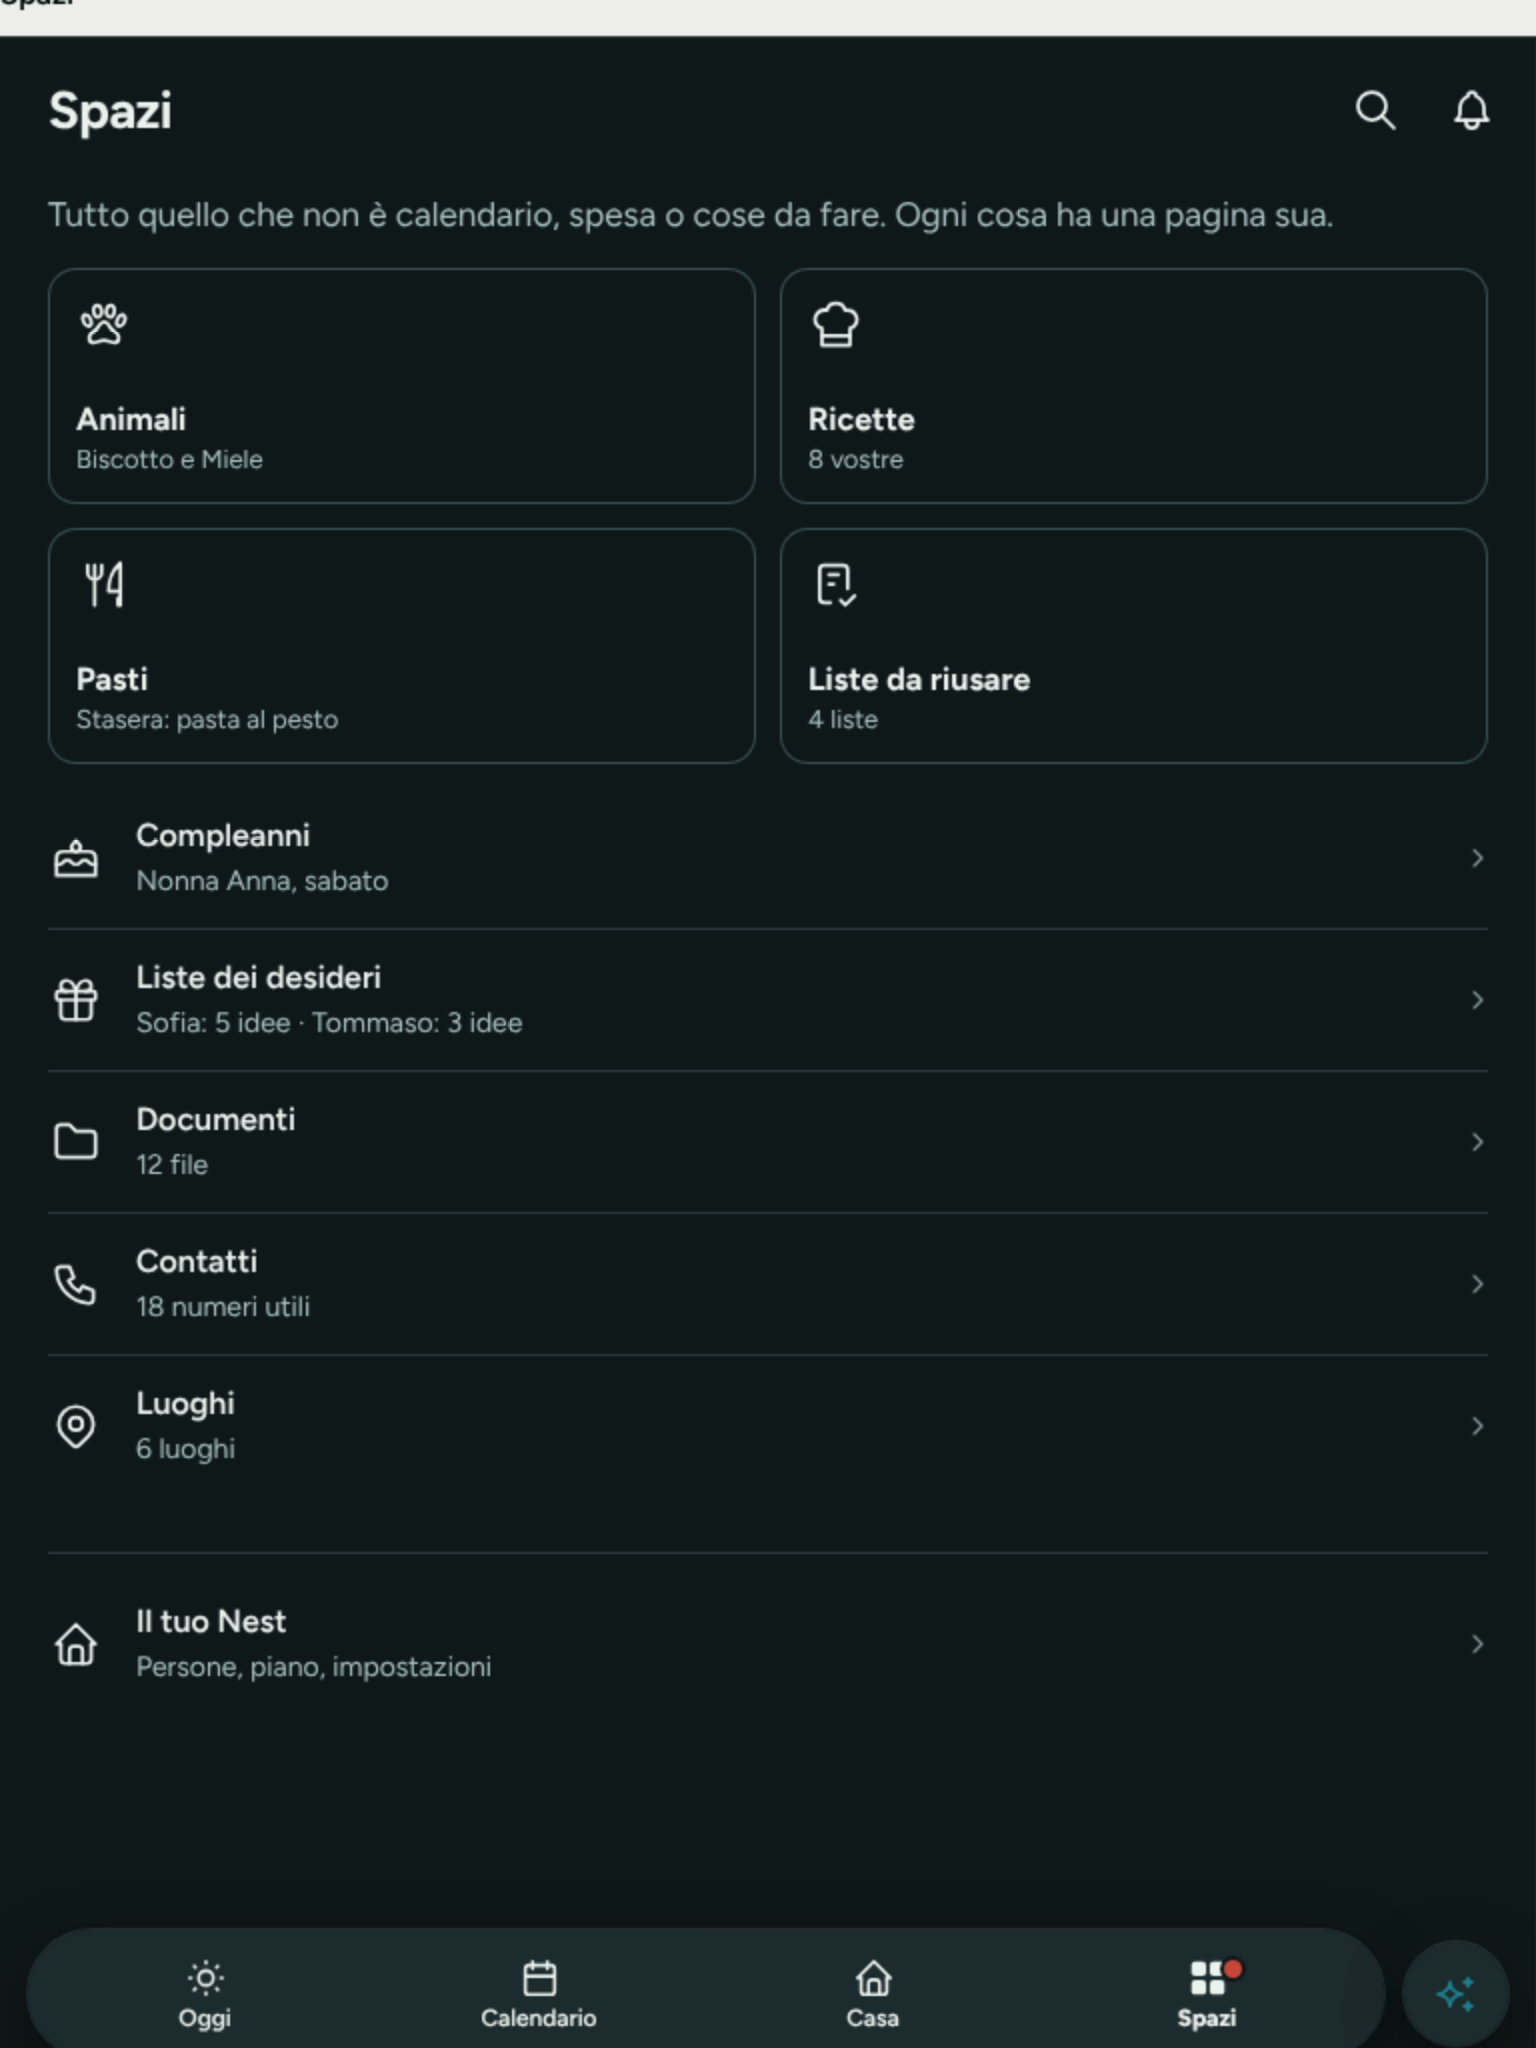 Spazi
Spazi
Tutto quello che non è calendario, spesa o cose da fare. Ogni cosa ha una pagina sua.
Animali
Biscotto e Miele
Ricette
8 vostre
Pasti
Stasera: pasta al pesto
Liste da riusare
4 liste
Compleanni
Nonna Anna, sabato
Liste dei desideri
Sofia: 5 idee · Tommaso: 3 idee
Documenti
12 file
Contatti
18 numeri utili
Luoghi
6 luoghi
Il tuo Nest
Persone, piano, impostazioni
Oggi
Calendario
Casa
Spazi